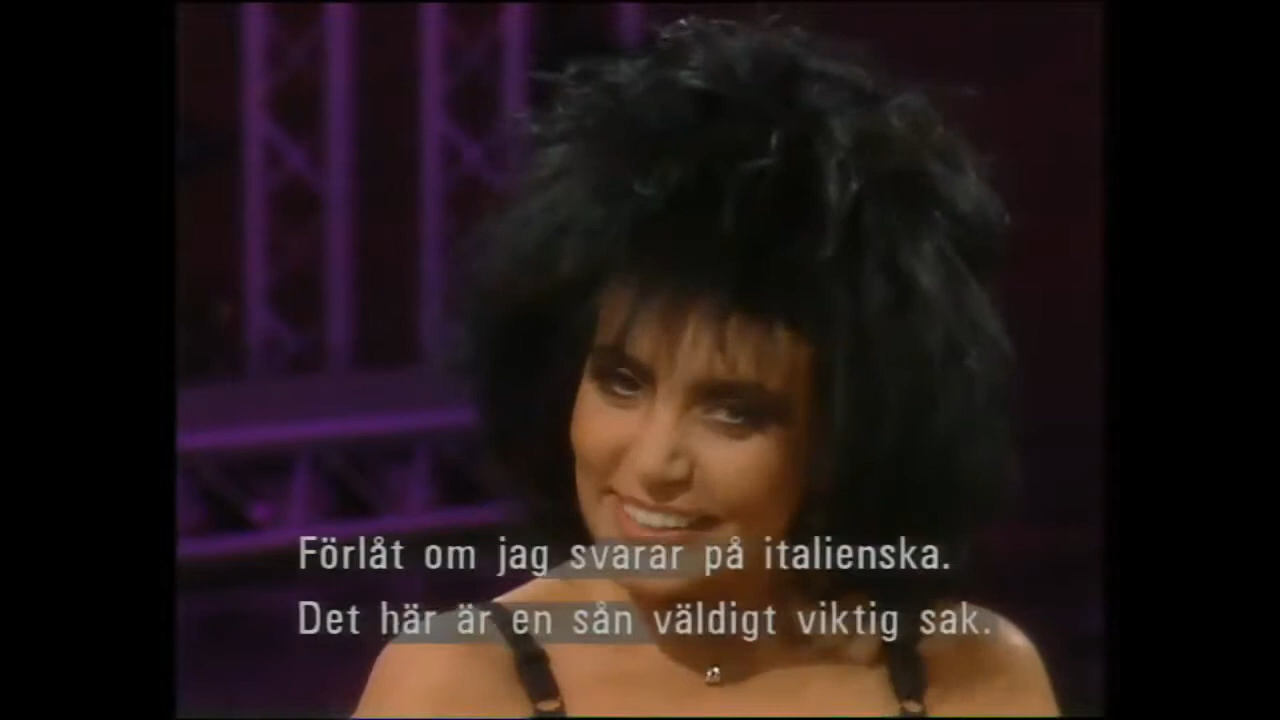 Förlåt om jag svarar på italienska.
Det här är en sån väldigt viktig sak.